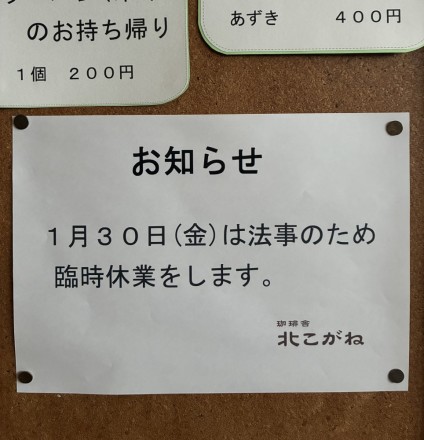 のお持ち帰り
1個 200円
あずき 400円
お知らせ
1月30日(金)は法事のため
臨時休業をします。
珈琲舎
北こがね